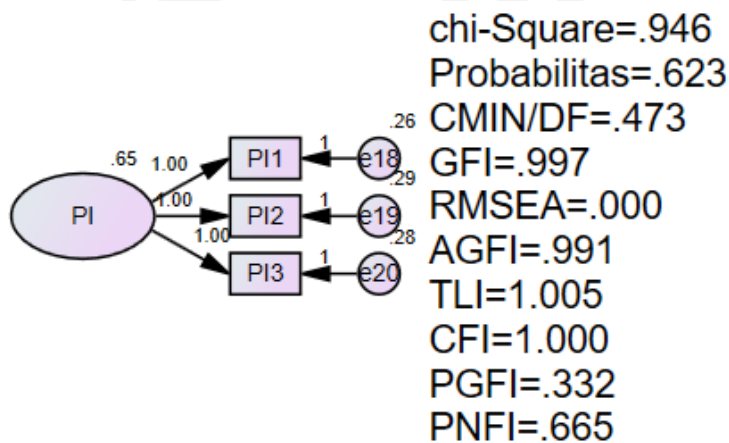 chi-Square=.946
Probabilitas=.623
CMIN/DF=.473
GFI=.997
RMSEA=.000
AGFI=.991
TLI=1.005
CFI=1.000
PGFI=.332
PNFI=.665
.65
PI
1.00
PI1
1
.26
e18
1.00
PI2
1
.29
e19
1.00
PI3
1
.28
e20